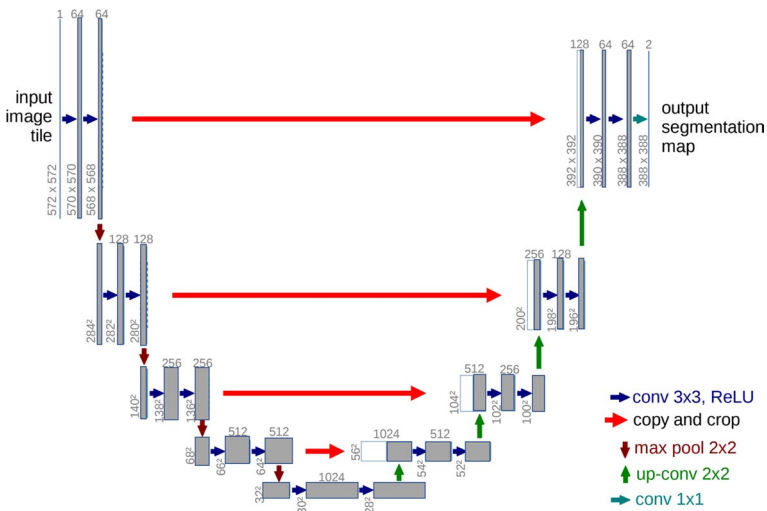 1 64 64
input
image
tile
572 x 572
570 x 570
568 x 568
128 64 64 2
output
segmentation
map
392 x 392
390 x 390
388 x 388
388 x 388
128 128
284²
282²
280²
256 128
200²
198²
196²
256 256
140²
138²
136²
512 256
104²
102²
100²
512 512
68²
66²
64²
1024 512
56²
54²
52²
1024
32²
conv 3x3, ReLU
copy and crop
max pool 2x2
up-conv 2x2
conv 1x1